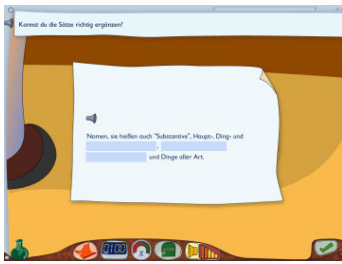 Kannst du die Sätze richtig ergänzen?
Nomen, sie heißen auch "Substantive", Haupt-, Ding- und
,
und Dinge aller Art.